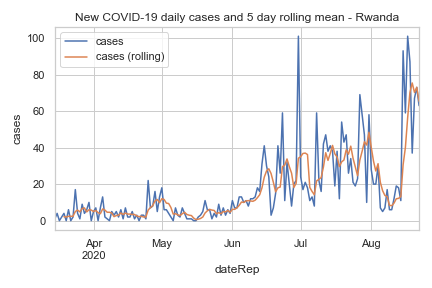 New COVID-19 daily cases and 5 day rolling mean - Rwanda
cases
cases (rolling)
100
80
60
40
20
0
cases
Apr
2020
May
Jun
Jul
Aug
dateRep